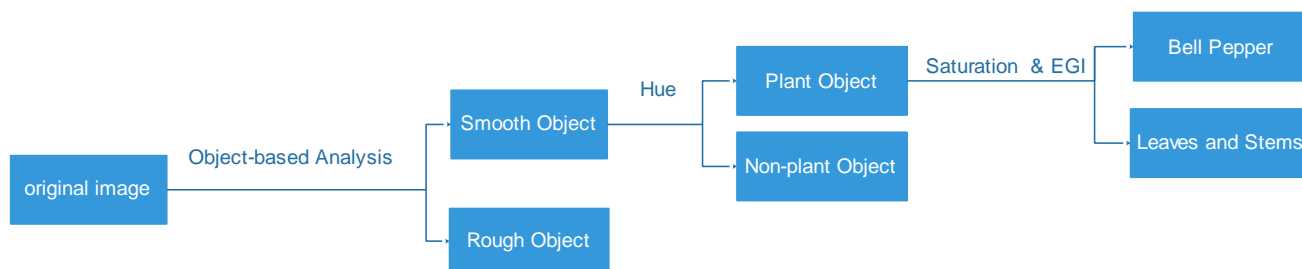 original image
Object-based Analysis
Smooth Object
Rough Object
Hue
Plant Object
Non-plant Object
Saturation & EGI
Bell Pepper
Leaves and Stems